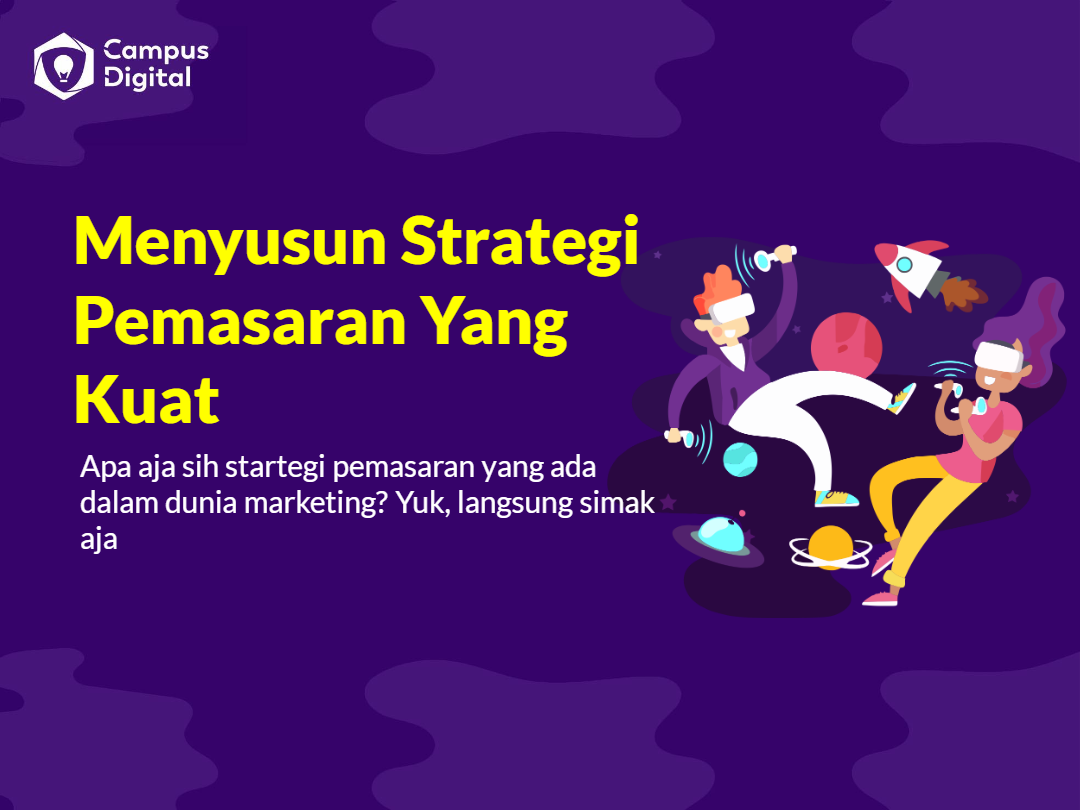 Campus
Digital
Menyusun Strategi
Pemasaran Yang
Kuat
Apa aja sih startegi pemasaran yang ada
dalam dunia marketing? Yuk, langsung simak
aja